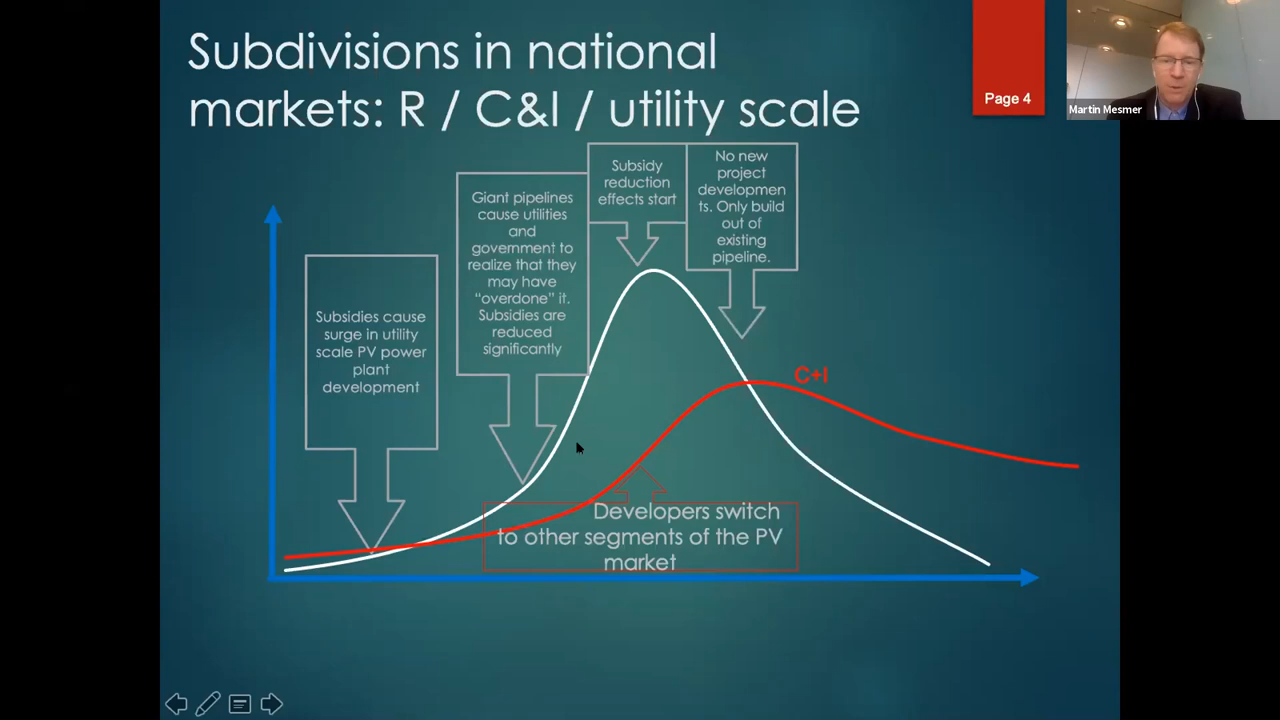 Subdivisions in national
markets: R / C&I / utility scale
Page 4
Martin Mesmer
Subsidies cause
surge in utility
scale PV power
plant
development
Giant pipelines
cause utilities
and
government to
realize that they
may have
“overdone” it.
Subsidies are
reduced
significantly
Subsidy
reduction
effects start
No new
project
developmen
ts. Only build
out of
existing
pipeline.
C+I
Developers switch
to other segments of the PV
market